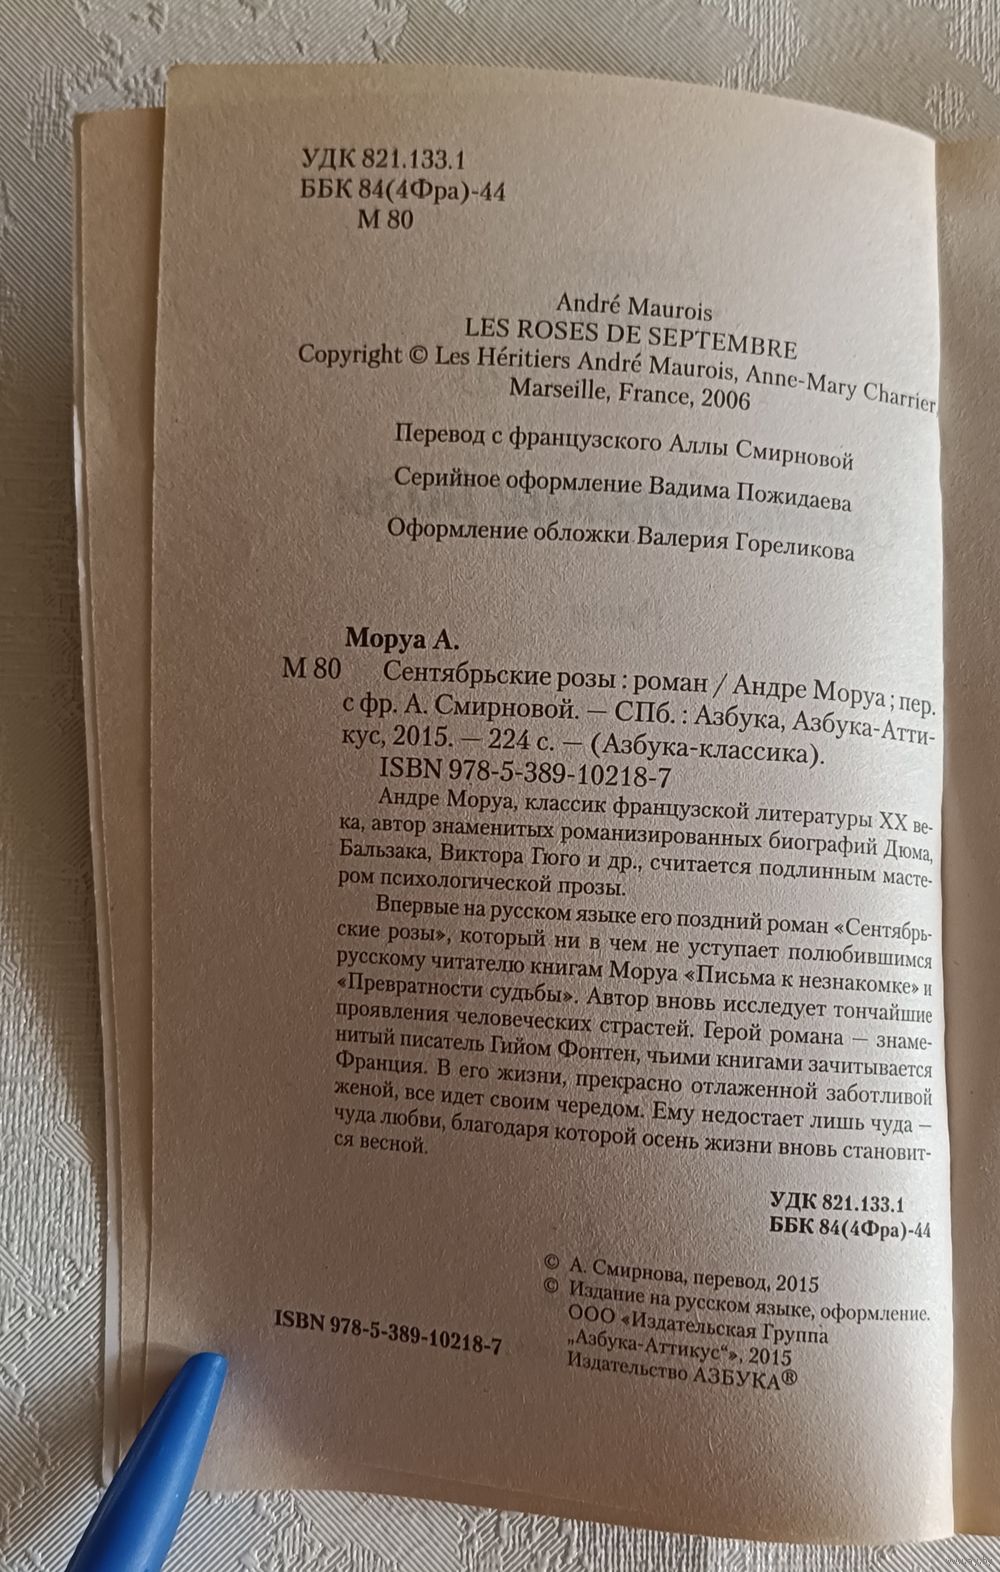 УДК 821.133.1
ББК 84(4Фра)-44
М 80
André Maurois
LES ROSES DE SEPTEMBRE
Copyright © Les Héritiers André Maurois, Anne-Mary Charrier,
Marseille, France, 2006
Перевод с французского Аллы Смирновой
Серийное оформление Вадима Пожидаева
Оформление обложки Валерия Гореликова
Моруа А.
М 80 Сентябрьские розы : роман / Андре Моруа ; пер.
с фр. А. Смирновой. — СПб. : Азбука, Азбука-Атти-
кус, 2015. — 224 с. — (Азбука-классика).
ISBN 978-5-389-10218-7
Андре Моруа, классик французской литературы XX ве-
ка, автор знаменитых романизированных биографий Дюма,
Бальзака, Виктора Гюго и др., считается подлинным масте-
ром психологической прозы.
Впервые на русском языке его поздний роман «Сентябрь-
ские розы», который ни в чем не уступает полюбившимся
русскому читателю книгам Моруа «Письма к незнакомке» и
«Превратности судьбы». Автор вновь исследует тончайшие
проявления человеческих страстей. Герой романа — знаме-
нитый писатель Гийом Фонтен, чьими книгами зачитывается
Франция. В его жизни, прекрасно отлаженной заботливой
женой, все идет своим чередом. Ему недостает лишь чуда —
чуда любви, благодаря которой осень жизни вновь становит-
ся весной.
УДК 821.133.1
ББК 84(4Фра)-44
© А. Смирнова, перевод, 2015
© Издание на русском языке, оформление.
ООО «Издательская Группа
„Азбука-Аттикус“», 2015
Издательство АЗБУКА®
ISBN 978-5-389-10218-7